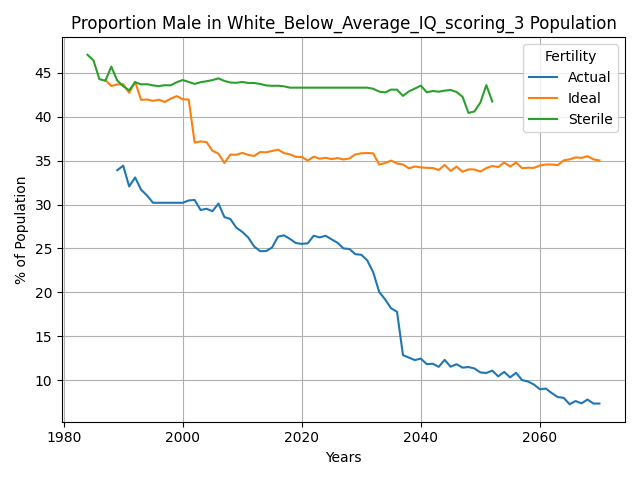 Proportion Male in White_Below_Average_IQ_scoring_3 Population
Fertility
Actual
Ideal
Sterile
% of Population
45
40
35
30
25
20
15
10
1980
2000
2020
2040
2060
Years